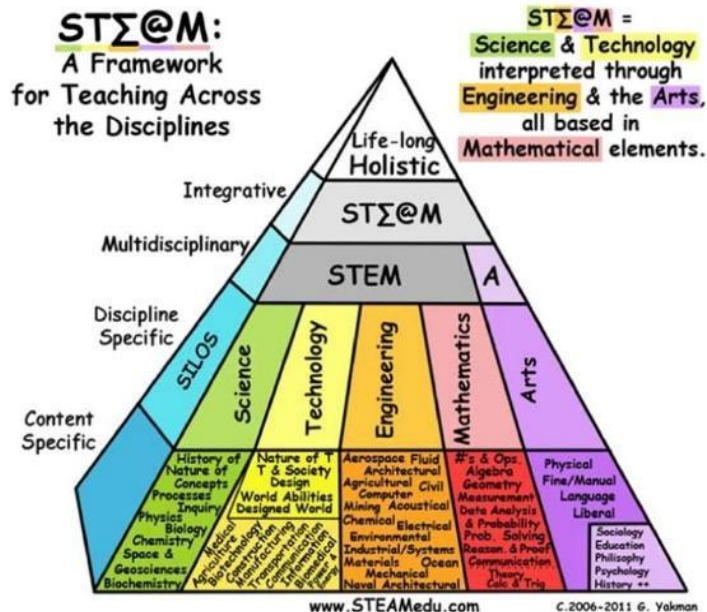 STΣ@M:
A Framework
for Teaching Across
the Disciplines
STΣ@M =
Science & Technology
interpreted through
Engineering & the Arts,
all based in
Mathematical elements.
Life-long
Holistic
Integrative
STΣ@M
Multidisciplinary
STEM
A
Discipline
Specific
SILOS
Science
Technology
Engineering
Mathematics
Arts
Content
Specific
History of
Nature of
Concepts
Processes
Inquiry
Physics
Biology
Chemistry
Space &
Geosciences
Biochemistry
Nature of T
T & Society
Design
World Abilities
Designed World
Medical
Agriculture
Biotechnology
Construction
Manufacturing
Transportation
Communication
Information
Biomedical
Power &
Energy
Aerospace Fluid
Architectural
Agricultural Civil
Computer
Mining Acoustical
Chemical
Electrical
Environmental
Industrial/Systems
Materials Ocean
Mechanical
Naval Architectural
#'s & Ops.
Algebra
Geometry
Measurement
Data Analysis
& Probability
Prob. Solving
Reason. & Proof
Communication,
Theory
Calc & Trig
Physical
Fine/Manual
Language
Liberal
Sociology
Education
Philisophy
Psychology
History ++
www.STEAMedu.com
C.2006-2011 G. Yakman